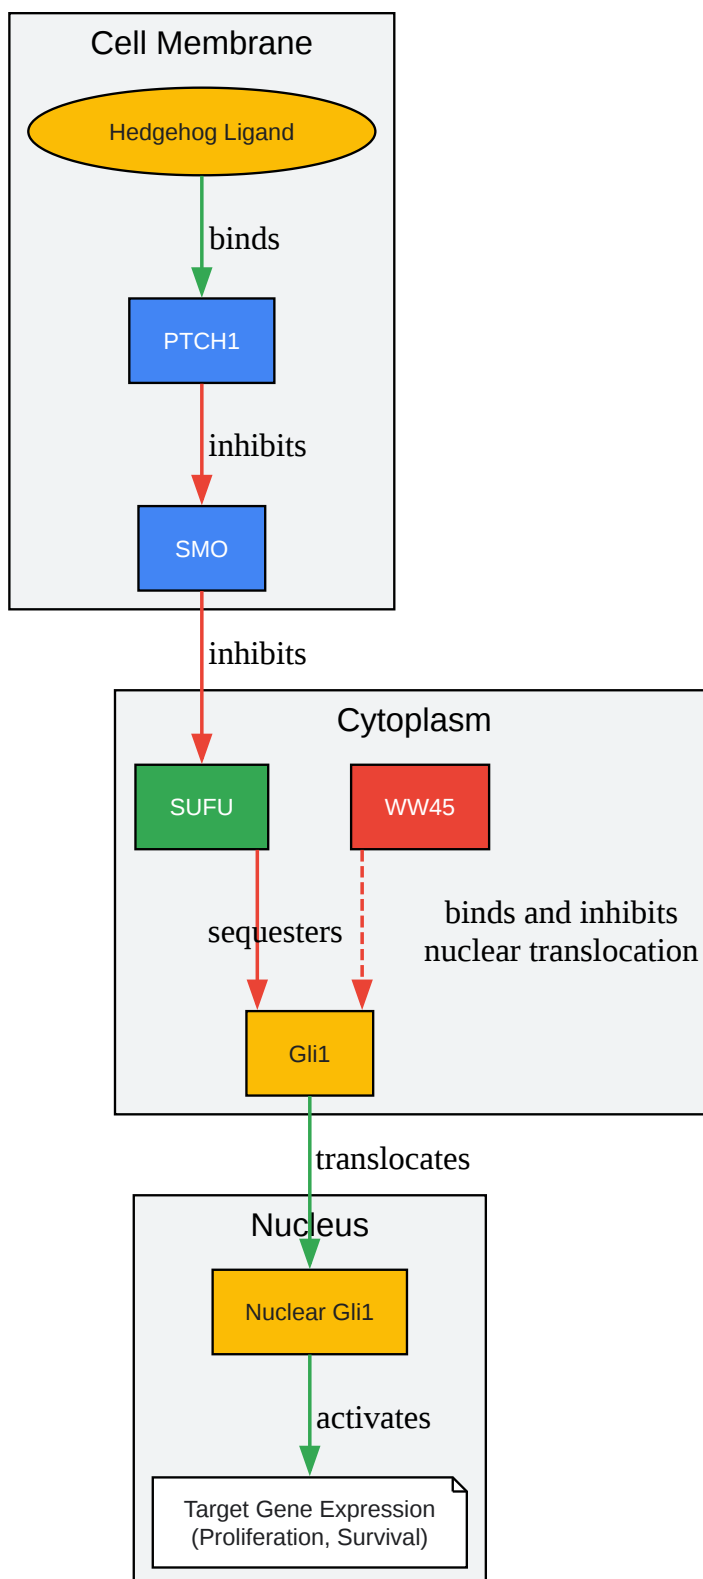 Cell Membrane
Hedgehog Ligand
binds
PTCH1
inhibits
SMO
inhibits
Cytoplasm
SUFU
WW45
sequesters
binds and inhibits
nuclear translocation
Gli1
translocates
Nucleus
Nuclear Gli1
activates
Target Gene Expression
(Proliferation, Survival)